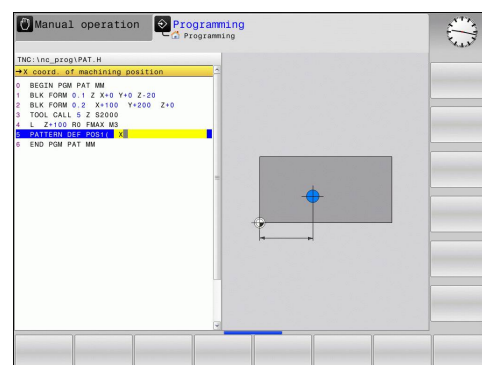 Manual operation
Programming
Programming
TNC:\nc_prog\PAT.H
→X coord. of machining position
0 BEGIN PGM PAT MM
1 BLK FORM 0.1 Z X+0 Y+0 Z-20
2 BLK FORM 0.2 X+100 Y+200 Z+0
3 TOOL CALL 5 Z S2000
4 L Z+100 R0 FMAX M3
5 PATTERN DEF POS1( X
6 END PGM PAT MM